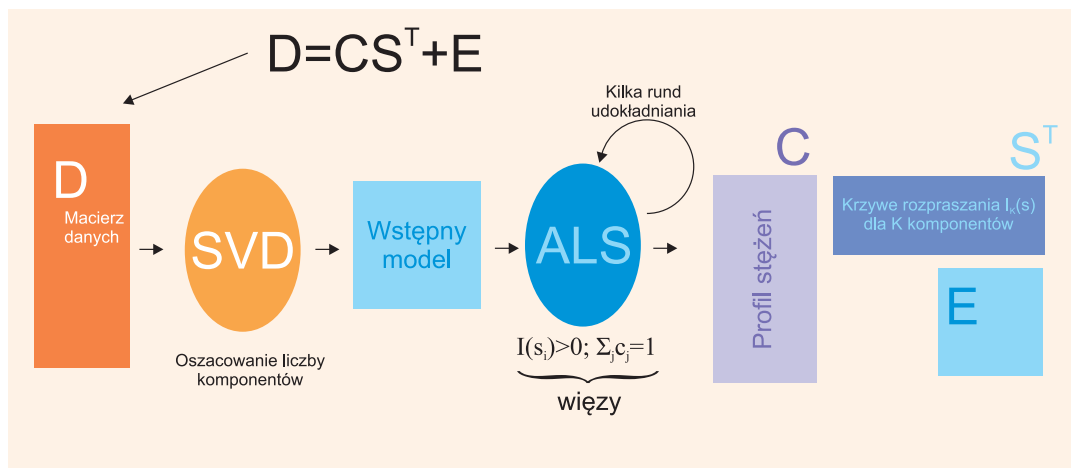 D=CS^T+E
Kilka rund
udokładniania
D
Macierz
danych
SVD
Oszacowanie liczby
komponentów
Wstępny
model
ALS
I(s_i)>0; Σ_jc_j=1
więzy
C
Profil stężeń
S^T
Krzywe rozpraszania I_K(s)
dla K komponentów
E